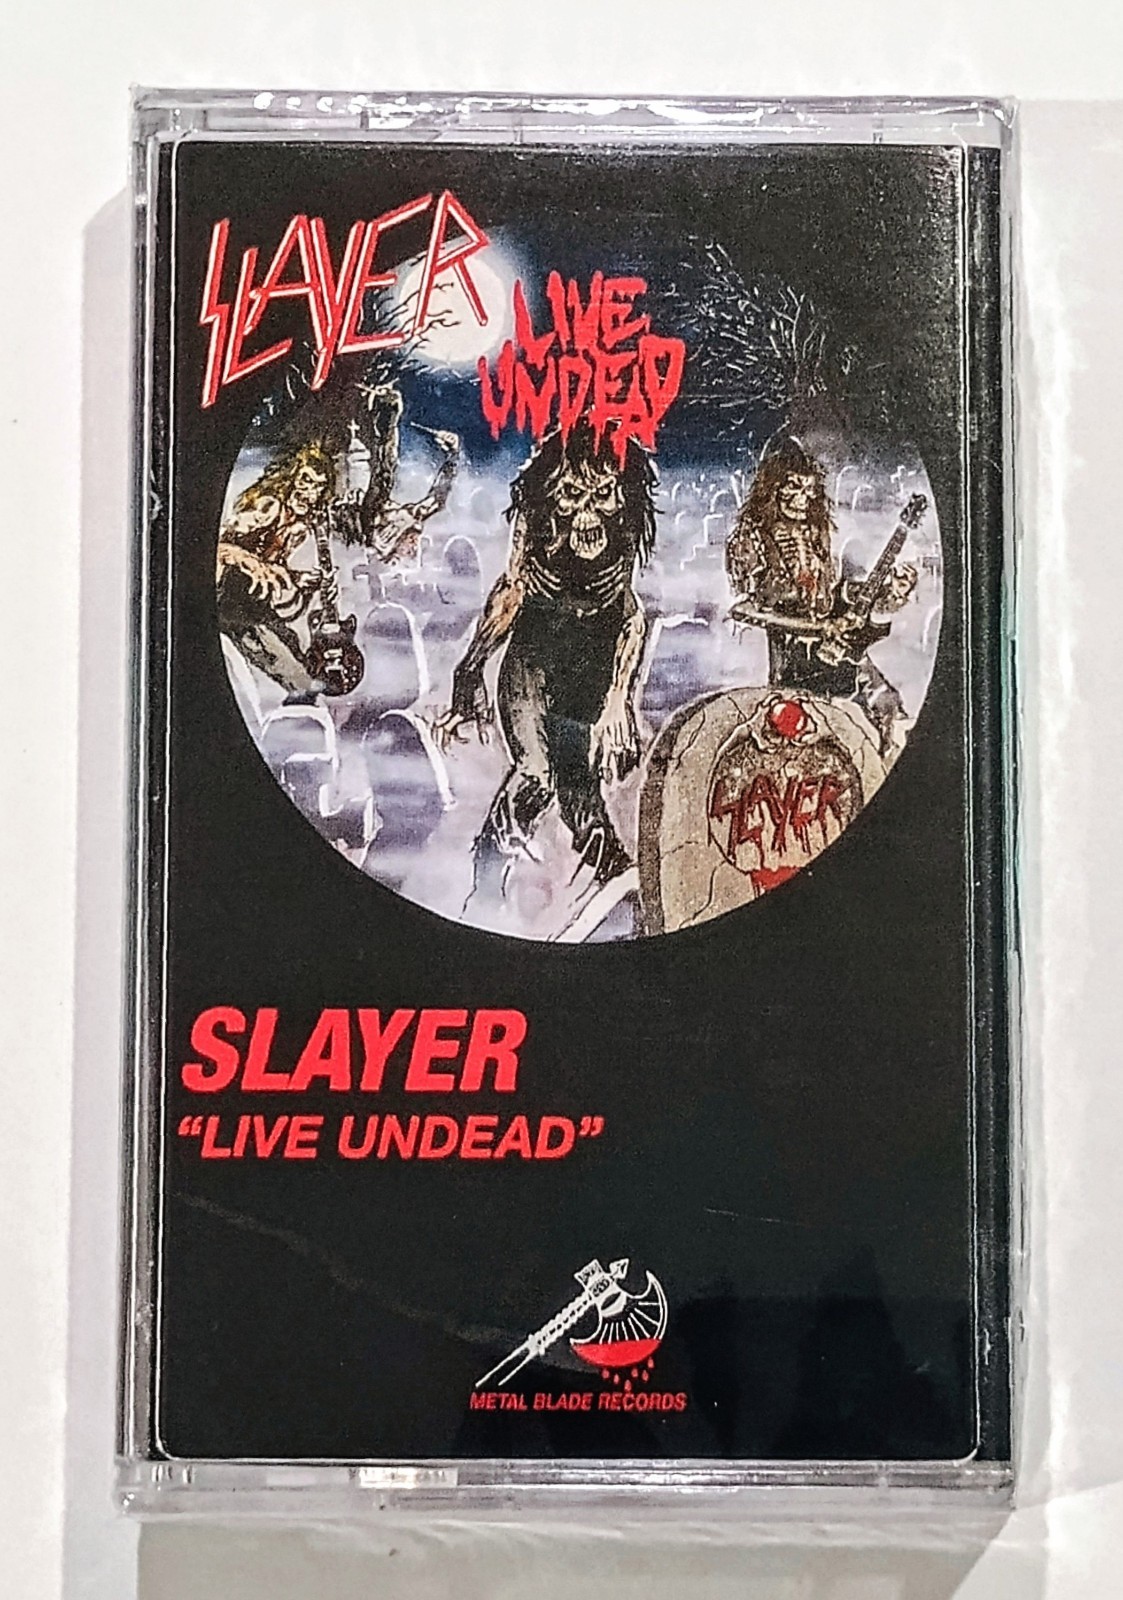 SLAYER
LIVE
UNDEAD
SLAYER
SLAYER
“LIVE UNDEAD”
METAL BLADE RECORDS